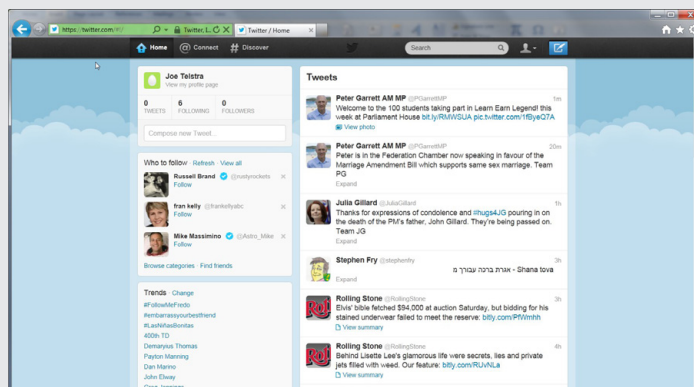 https://twitter.com/#!/
Twitter, I...
Twitter / Home
Home
Connect
Discover
Search
Joe Telstra
View my profile page
0
TWEETS
6
FOLLOWING
0
FOLLOWERS
Compose new Tweet...
Who to follow · Refresh · View all
Russell Brand @rustyrockets
Follow
fran kelly @frankellyabc
Follow
Mike Massimino @Astro_Mike
Follow
Browse categories · Find friends
Trends · Change
#FollowMeFredo
#embarrassyourbestfriend
#LasNiñasBonitas
400th TD
Demaryius Thomas
Payton Manning
Dan Marino
John Elway
Greg Jennings
Tweets
Peter Garrett AM MP @PGarrettMP 1m
Welcome to the 100 students taking part in Learn Earn Legend! this
week at Parliament House bit.ly/RMWSUA pic.twitter.com/1fByeQ7A
View photo
Peter Garrett AM MP @PGarrettMP 20m
Peter is in the Federation Chamber now speaking in favour of the
Marriage Amendment Bill which supports same sex marriage. Team
PG
Expand
Julia Gillard @JuliaGillard 1h
Thanks for expressions of condolence and #hugs4JG pouring in on
the death of the PM's father, John Gillard. They're being passed on.
Team JG
Expand
Stephen Fry @stephenfry 3h
אגרת ברכה עבורך מ - Shana tova
Expand
Rolling Stone @RollingStone 3h
Elvis' bible fetched $94,000 at auction Saturday, but bidding for his
stained underwear failed to meet the reserve: bitly.com/PfWmhh
View summary
Rolling Stone @RollingStone 4h
Behind Lisette Lee's glamorous life were secrets, lies and private
jets filled with weed. Our feature: bitly.com/RUvNLa
View summary